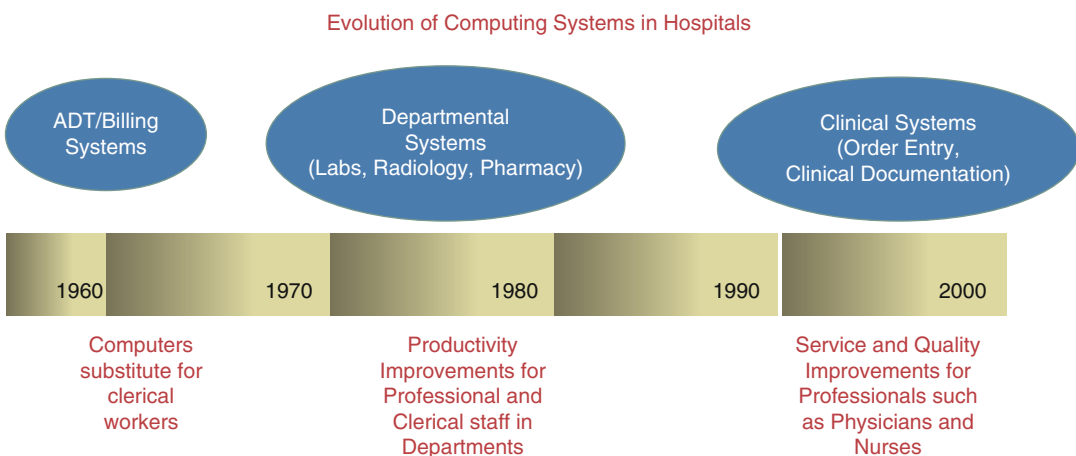 Evolution of Computing Systems in Hospitals
ADT/Billing
Systems
Departmental
Systems
(Labs, Radiology, Pharmacy)
Clinical Systems
(Order Entry,
Clinical Documentation)
1960
1970
1980
1990
2000
Computers
substitute for
clerical
workers
Productivity
Improvements for
Professional and
Clerical staff in
Departments
Service and Quality
Improvements for
Professionals such
as Physicians and
Nurses